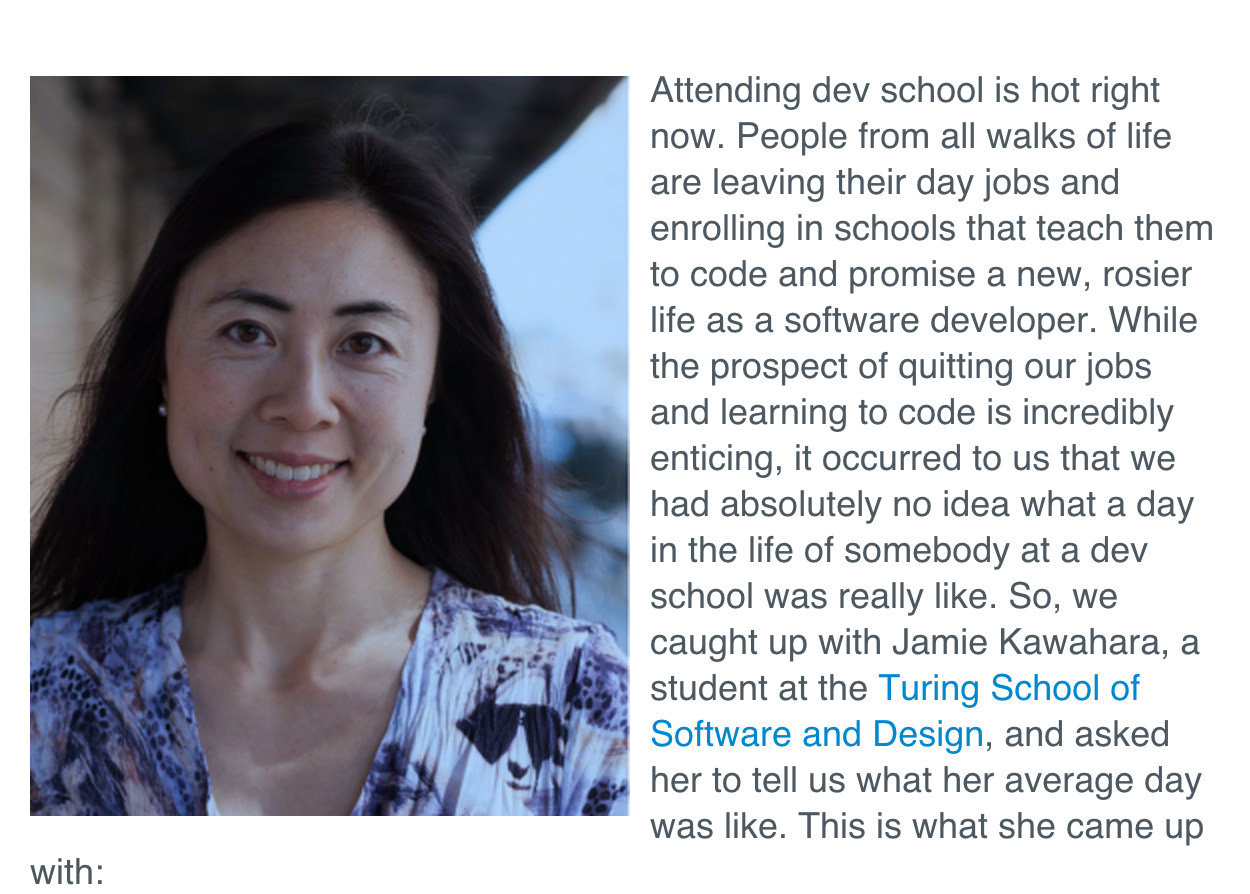 Attending dev school is hot right
now. People from all walks of life
are leaving their day jobs and
enrolling in schools that teach them
to code and promise a new, rosier
life as a software developer. While
the prospect of quitting our jobs
and learning to code is incredibly
enticing, it occurred to us that we
had absolutely no idea what a day
in the life of somebody at a dev
school was really like. So, we
caught up with Jamie Kawahara, a
student at the Turing School of
Software and Design, and asked
her to tell us what her average day
was like. This is what she came up
with: